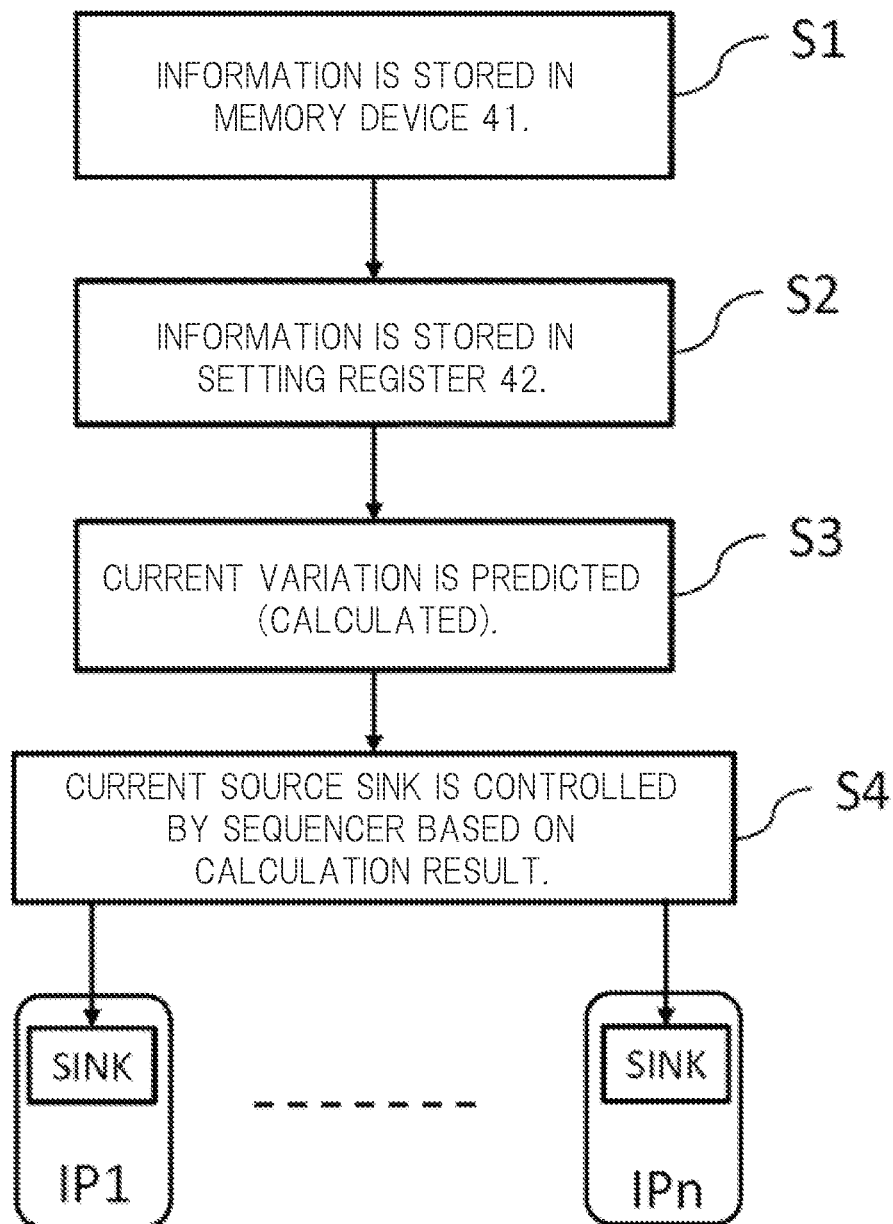 INFORMATION IS STORED IN
MEMORY DEVICE 41.
S1
INFORMATION IS STORED IN
SETTING REGISTER 42.
S2
CURRENT VARIATION IS PREDICTED
(CALCULATED).
S3
CURRENT SOURCE SINK IS CONTROLLED
BY SEQUENCER BASED ON
CALCULATION RESULT.
S4
SINK
IP1
SINK
IPn